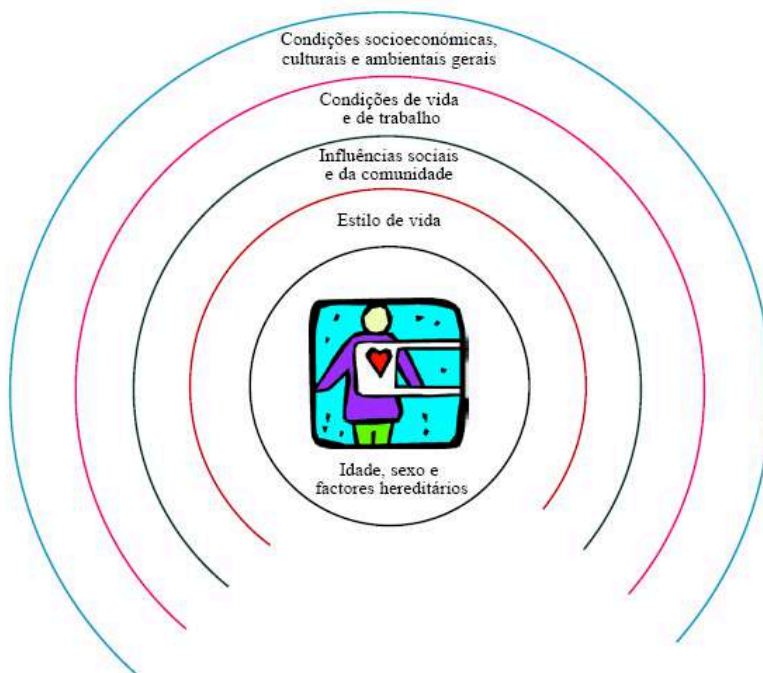 Condições socioeconómicas,
culturais e ambientais gerais
Condições de vida
e de trabalho
Influências sociais
e da comunidade
Estilo de vida
Idade, sexo e
factores hereditários